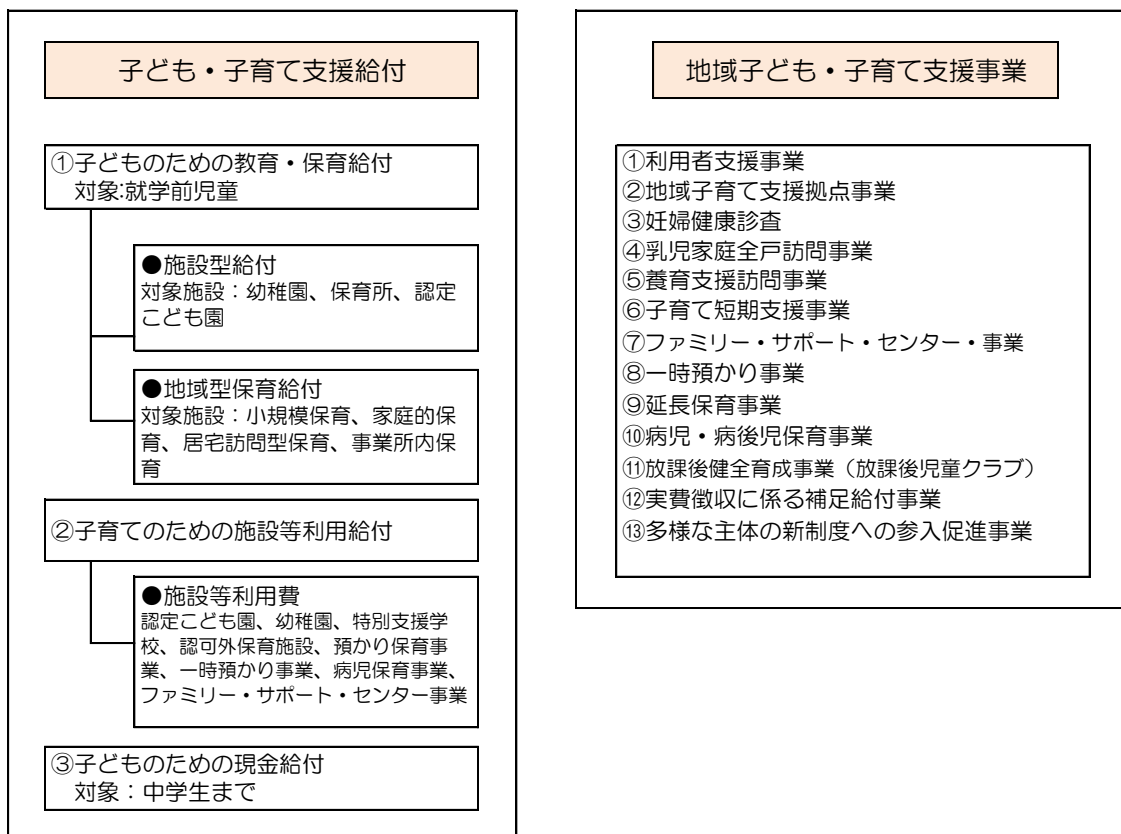 子ども・子育て支援給付
①子どものための教育・保育給付
対象:就学前児童
●施設型給付
対象施設：幼稚園、保育所、認定
こども園
●地域型保育給付
対象施設：小規模保育、家庭的保
育、居宅訪問型保育、事業所内保
育
②子育てのための施設等利用給付
●施設等利用費
認定こども園、幼稚園、特別支援学
校、認可外保育施設、預かり保育事
業、一時預かり事業、病児保育事業、
ファミリー・サポート・センター事業
③子どものための現金給付
対象：中学生まで
地域子ども・子育て支援事業
①利用者支援事業
②地域子育て支援拠点事業
③妊婦健康診査
④乳児家庭全戸訪問事業
⑤養育支援訪問事業
⑥子育て短期支援事業
⑦ファミリー・サポート・センター・事業
⑧一時預かり事業
⑨延長保育事業
⑩病児・病後児保育事業
⑪放課後健全育成事業（放課後児童クラブ）
⑫実費徴収に係る補足給付事業
⑬多様な主体の新制度への参入促進事業